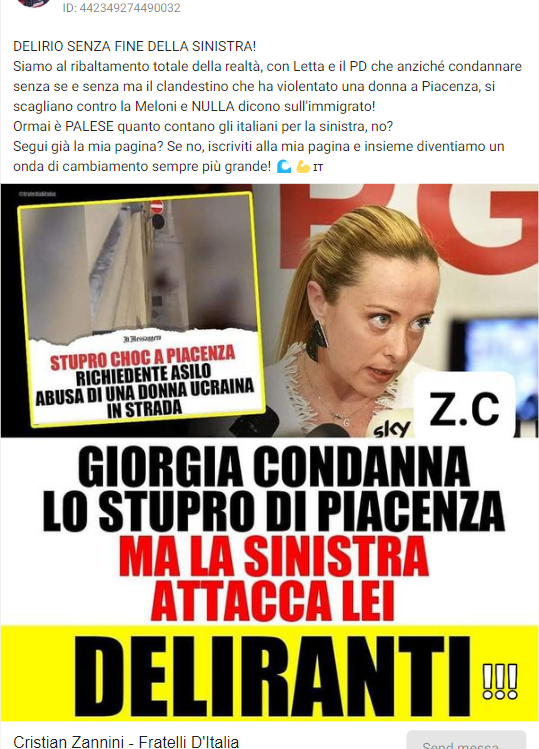 ID: 442349274490032
DELIRIO SENZA FINE DELLA SINISTRA!
Siamo al ribaltamento totale della realtà, con Letta e il PD che anziché condannare
senza se e senza ma il clandestino che ha violentato una donna a Piacenza, si
scagliano contro la Meloni e NULLA dicono sull'immigrato!
Ormai è PALESE quanto contano gli italiani per la sinistra, no?
Segui già la mia pagina? Se no, iscriviti alla mia pagina e insieme diventiamo un
onda di cambiamento sempre più grande! 🌊 💪 IT
Il Messaggero
STUPRO CHOC A PIACENZA
RICHIEDENTE ASILO
ABUSA DI UNA DONNA UCRAINA
IN STRADA
PG
sky
Z.C
GIORGIA CONDANNA
LO STUPRO DI PIACENZA
MA LA SINISTRA
ATTACCA LEI
DELIRANTI!!!
Cristian Zannini - Fratelli D'Italia
Send messa